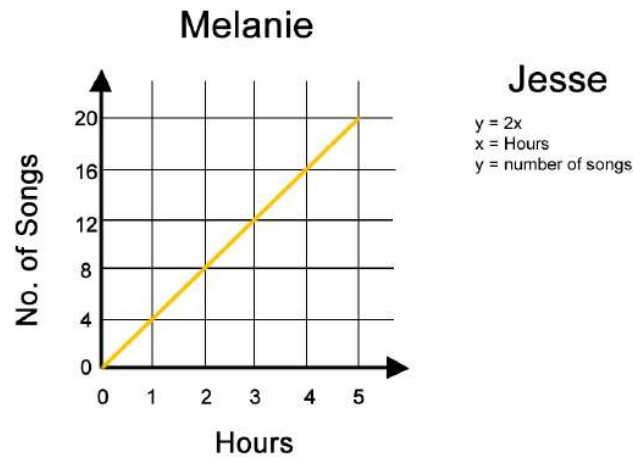 Melanie
No. of Songs
20
16
12
8
4
0
0 1 2 3 4 5
Hours
Jesse
y = 2x
x = Hours
y = number of songs